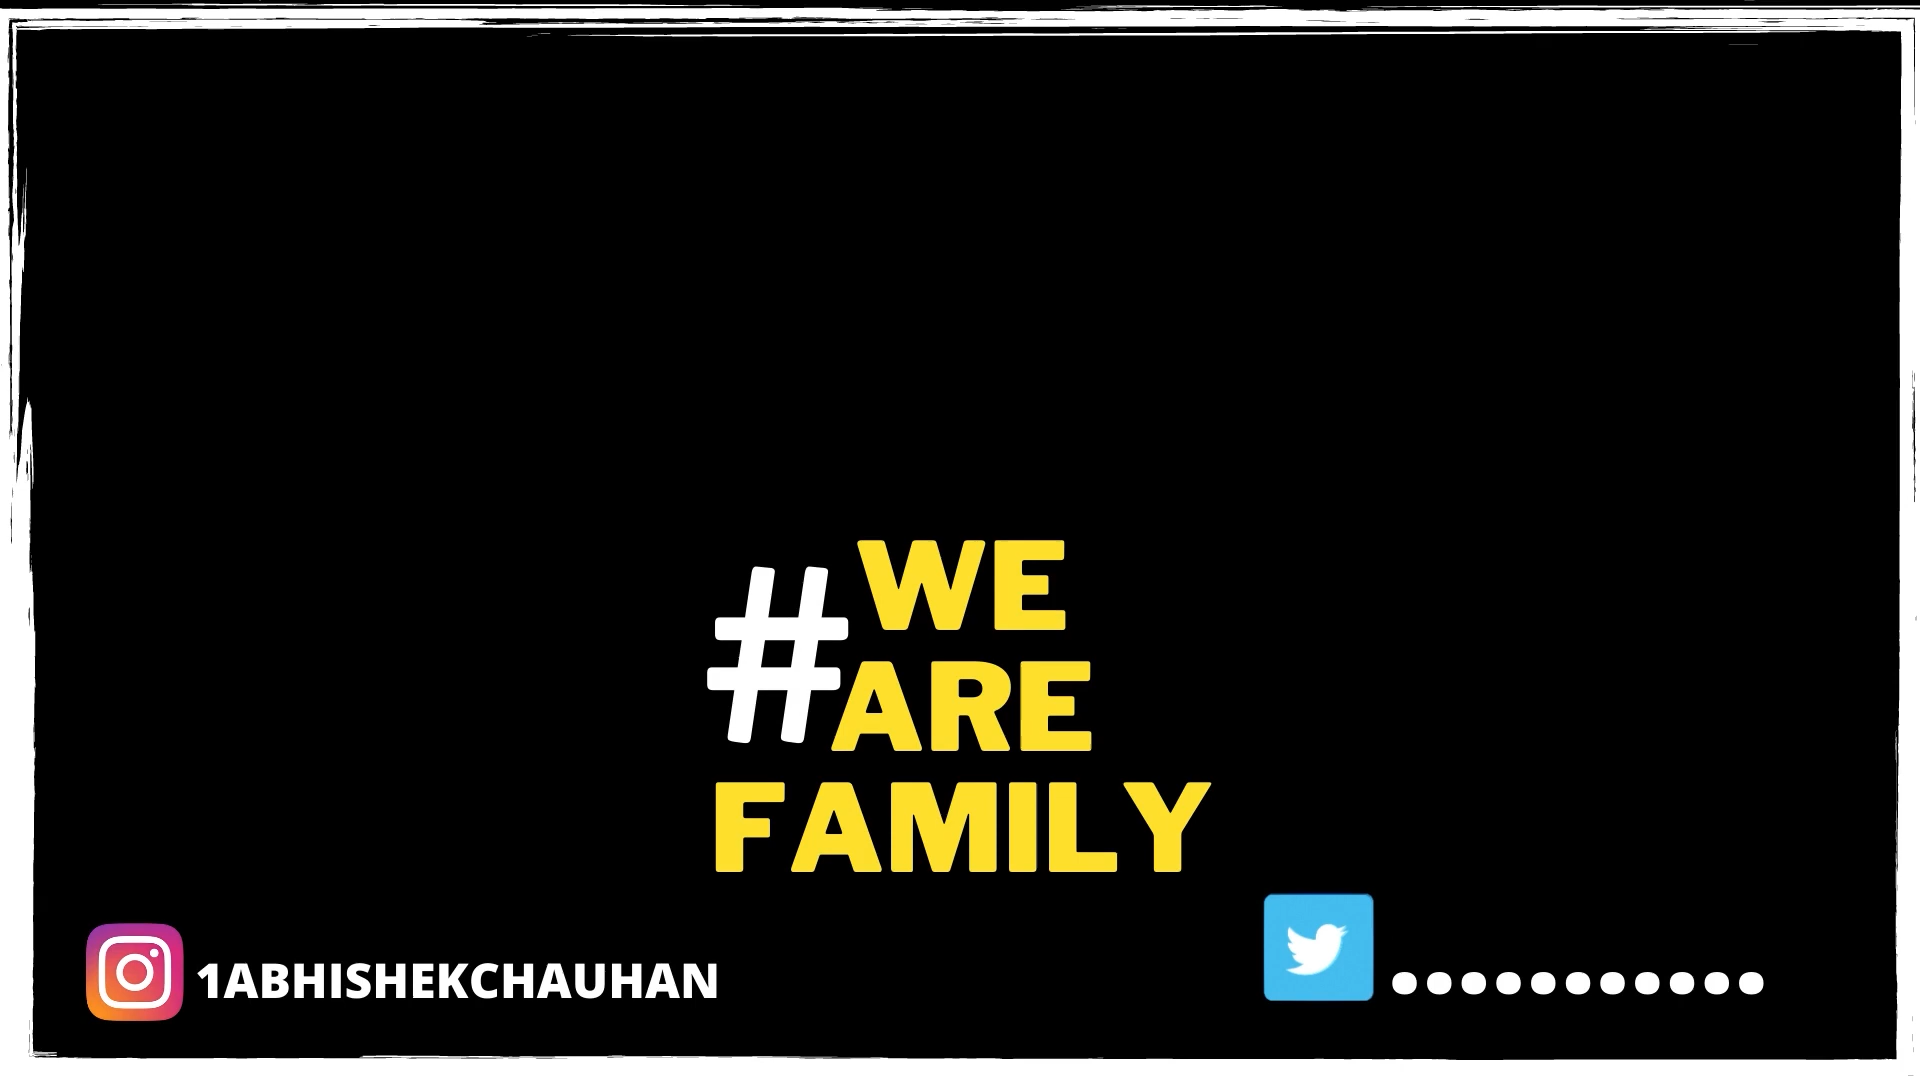 #WE
ARE
FAMILY
1ABHISHEKCHAUHAN
...........